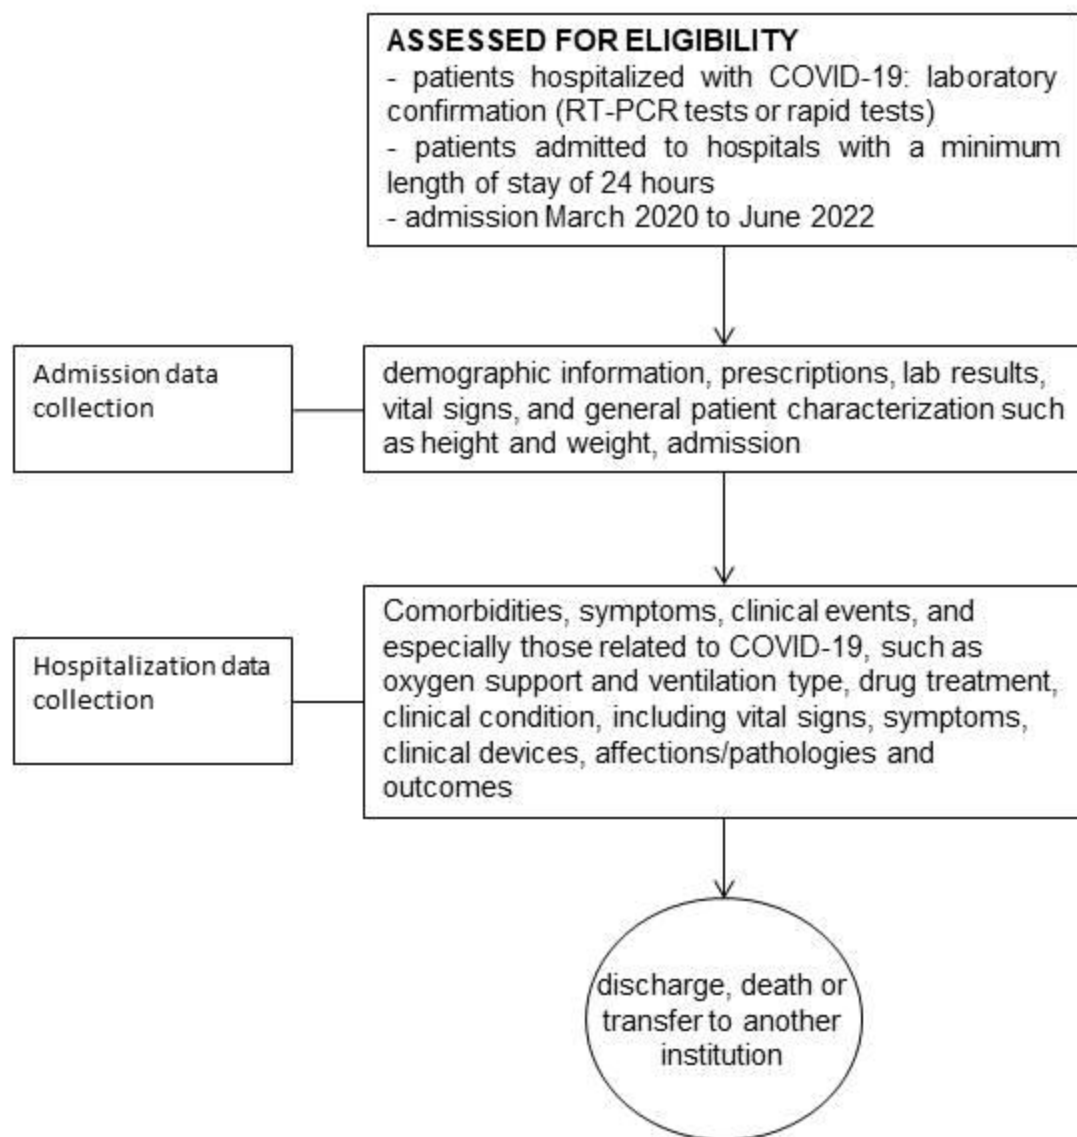 ASSESSED FOR ELIGIBILITY
- patients hospitalized with COVID-19: laboratory
confirmation (RT-PCR tests or rapid tests)
- patients admitted to hospitals with a minimum
length of stay of 24 hours
- admission March 2020 to June 2022
Admission data
collection
demographic information, prescriptions, lab results,
vital signs, and general patient characterization such
as height and weight, admission
Hospitalization data
collection
Comorbidities, symptoms, clinical events, and
especially those related to COVID-19, such as
oxygen support and ventilation type, drug treatment,
clinical condition, including vital signs, symptoms,
clinical devices, affections/pathologies and
outcomes
discharge, death or
transfer to another
institution